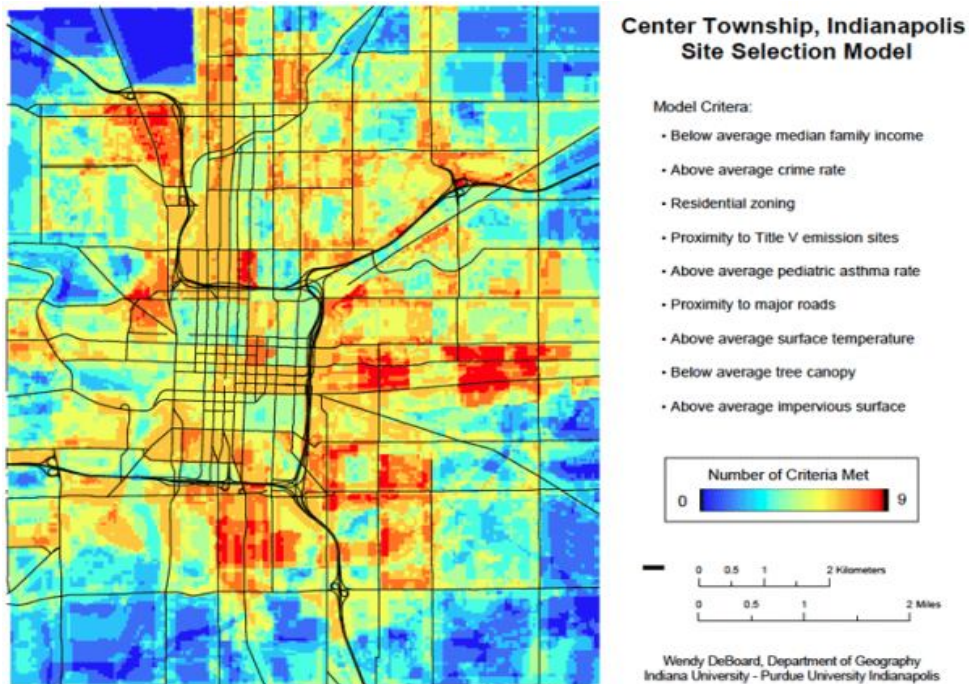 Center Township, Indianapolis
Site Selection Model
Model Critera:
• Below average median family income
• Above average crime rate
• Residential zoning
• Proximity to Title V emission sites
• Above average pediatric asthma rate
• Proximity to major roads
• Above average surface temperature
• Below average tree canopy
• Above average impervious surface
Number of Criteria Met
0 9
0 0.5 1 2 Kilometers
0 0.5 1 2 Miles
Wendy DeBoard, Department of Geography
Indiana University - Purdue University Indianapolis